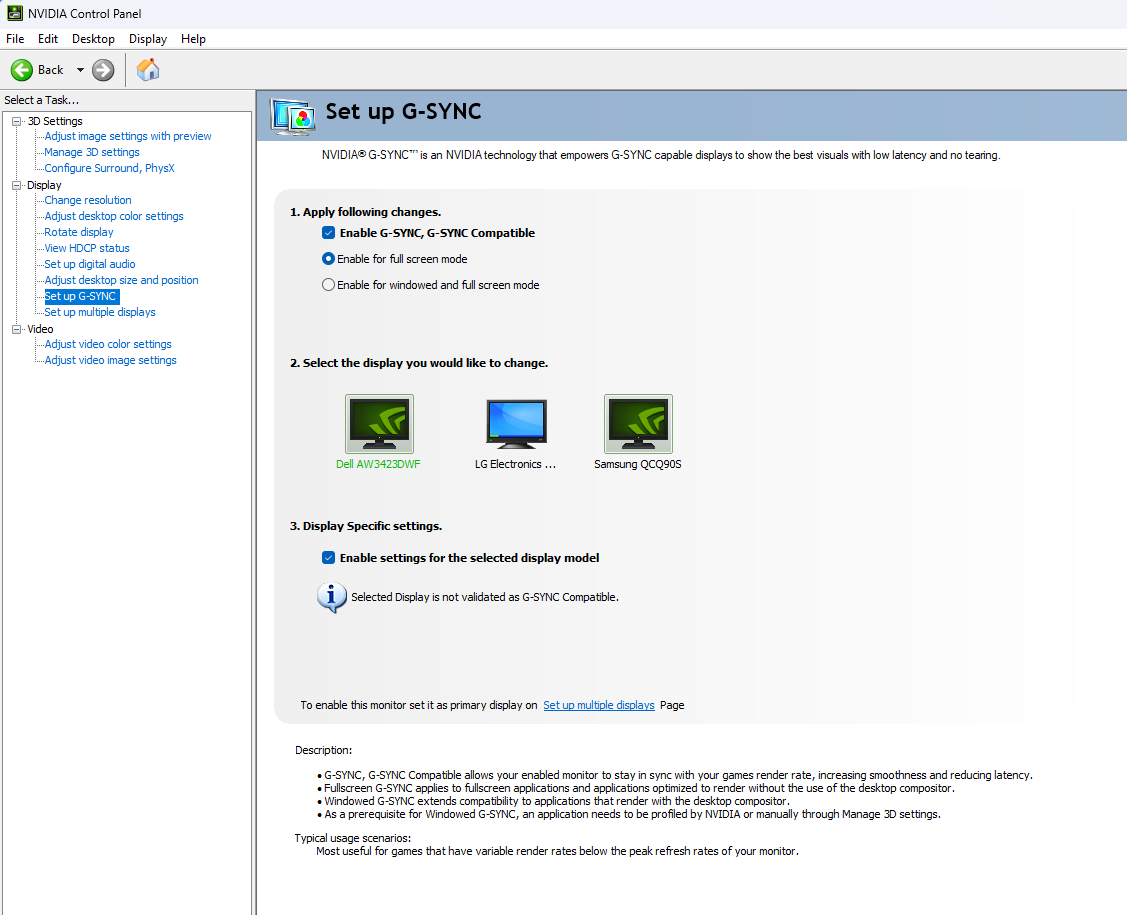 NVIDIA Control Panel
File Edit Desktop Display Help
Back
Select a Task...
3D Settings
Adjust image settings with preview
Manage 3D settings
Configure Surround, PhysX
Display
Change resolution
Adjust desktop color settings
Rotate display
View HDCP status
Set up digital audio
Adjust desktop size and position
Set up G-SYNC
Set up multiple displays
Video
Adjust video color settings
Adjust video image settings
Set up G-SYNC
NVIDIA® G-SYNC™ is an NVIDIA technology that empowers G-SYNC capable displays to show the best visuals with low latency and no tearing.
1. Apply following changes.
Enable G-SYNC, G-SYNC Compatible
Enable for full screen mode
Enable for windowed and full screen mode
2. Select the display you would like to change.
Dell AW3423DWF LG Electronics ... Samsung QCQ90S
3. Display Specific settings.
Enable settings for the selected display model
Selected Display is not validated as G-SYNC Compatible.
To enable this monitor set it as primary display on Set up multiple displays Page
Description:
• G-SYNC, G-SYNC Compatible allows your enabled monitor to stay in sync with your games render rate, increasing smoothness and reducing latency.
• Fullscreen G-SYNC applies to fullscreen applications and applications optimized to render without the use of the desktop compositor.
• Windowed G-SYNC extends compatibility to applications that render with the desktop compositor.
• As a prerequisite for Windowed G-SYNC, an application needs to be profiled by NVIDIA or manually through Manage 3D settings.
Typical usage scenarios:
Most useful for games that have variable render rates below the peak refresh rates of your monitor.